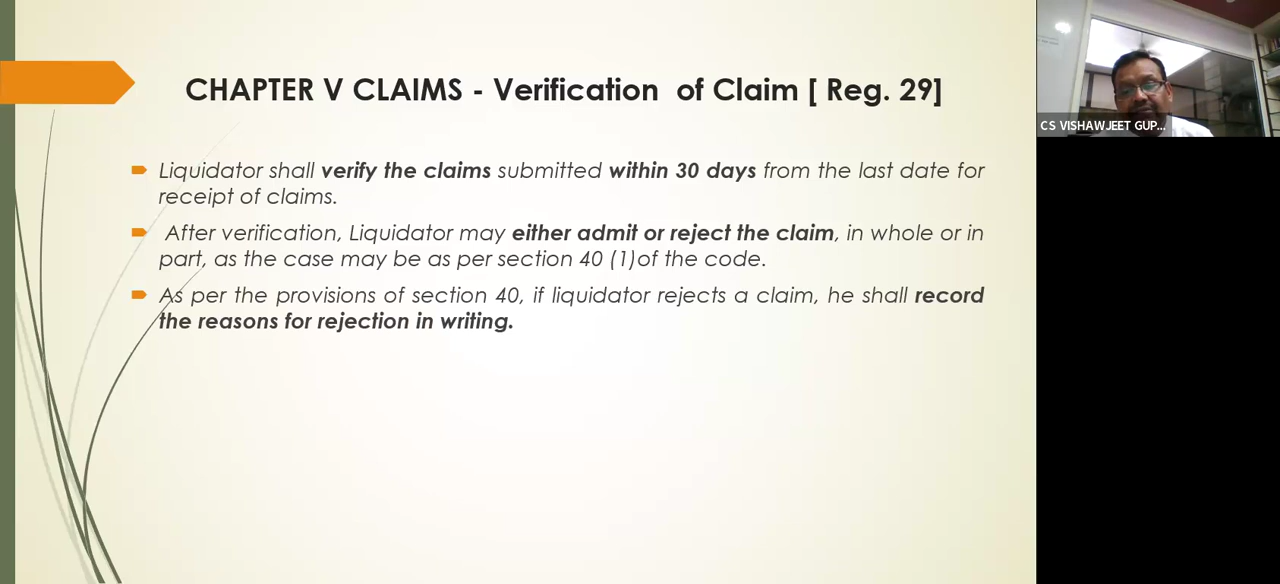 CHAPTER V CLAIMS - Verification of Claim [ Reg. 29]
CS VISHAWJEET GUP...
Liquidator shall verify the claims submitted within 30 days from the last date for
receipt of claims.
After verification, Liquidator may either admit or reject the claim, in whole or in
part, as the case may be as per section 40 (1)of the code.
As per the provisions of section 40, if liquidator rejects a claim, he shall record
the reasons for rejection in writing.